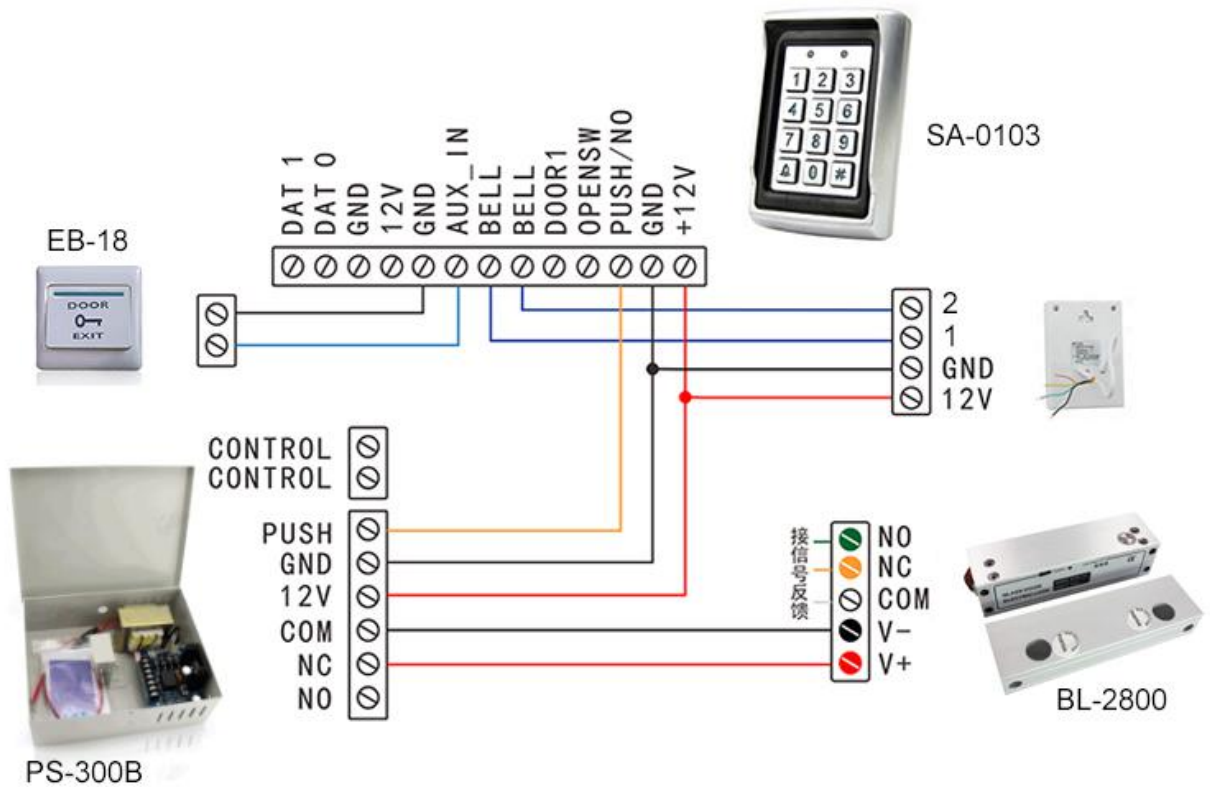 SA-0103
1 2 3
4 5 6
7 8 9
0 #
DAT 1
DAT 0
GND
12V
GND
AUX_IN
BELL
BELL
DOOR1
OPENSW
PUSH/NO
GND
+12V
EB-18
DOOR
EXIT
2
1
GND
12V
CONTROL
CONTROL
PUSH
GND
12V
COM
NC
NO
PS-300B
接信号反馈
NO
NC
COM
V-
V+
BL-2800